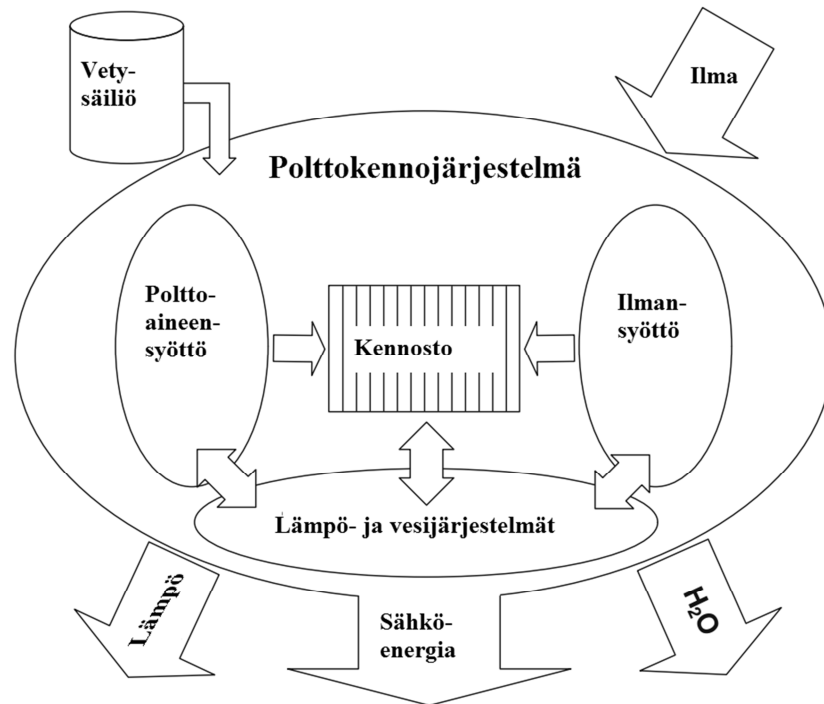 Vety-
säiliö
Ilma
Polttokennojärjestelmä
Poltto-
aineen-
syöttö
Kennosto
Ilman-
syöttö
Lämpö- ja vesijärjestelmät
Lämpö
Sähkö-
energia
H₂O